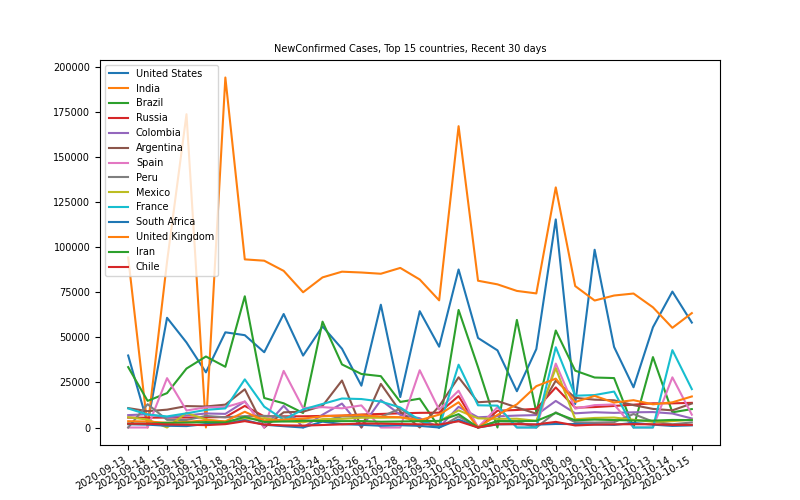 NewConfirmed Cases, Top 15 countries, Recent 30 days
200000
175000
150000
125000
100000
75000
50000
25000
0
United States
India
Brazil
Russia
Colombia
Argentina
Spain
Peru
Mexico
France
South Africa
United Kingdom
Iran
Chile
2020-09-13
2020-09-14
2020-09-15
2020-09-16
2020-09-17
2020-09-18
2020-09-20
2020-09-21
2020-09-22
2020-09-23
2020-09-24
2020-09-25
2020-09-26
2020-09-27
2020-09-28
2020-09-29
2020-09-30
2020-10-02
2020-10-03
2020-10-04
2020-10-05
2020-10-06
2020-10-08
2020-10-09
2020-10-10
2020-10-11
2020-10-12
2020-10-13
2020-10-14
2020-10-15